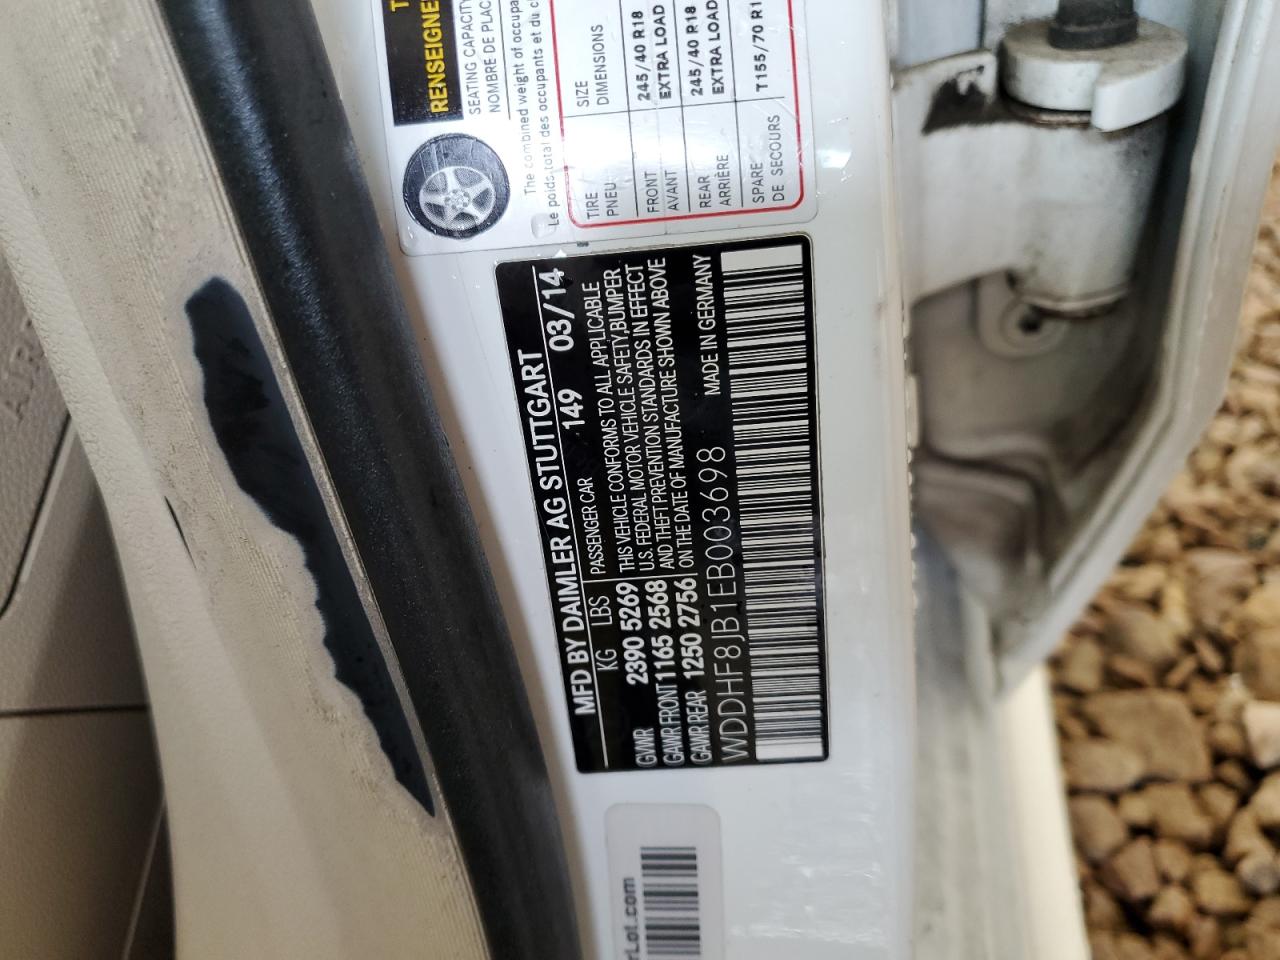 RENSEIGNE
SEATING CAPACITY
NOMBRE DE PLAC
The combined weight of occupa
Le poids total des occupants et du c
TIRE SIZE
PNEU DIMENSIONS
FRONT 245/40 R18
AVANT EXTRA LOAD
REAR 245/40 R18
ARRIÈRE EXTRA LOAD
SPARE T155/70 R1
DE SECOURS
MFD BY DAIMLER AG STUTTGART
KG LBS PASSENGER CAR 149 03/14
GVWR 2390 5269 THIS VEHICLE CONFORMS TO ALL APPLICABLE
GAWR FRONT 1165 2568 U.S. FEDERAL MOTOR VEHICLE SAFETY, BUMPER
GAWR REAR 1250 2756 AND THEFT PREVENTION STANDARDS IN EFFECT
ON THE DATE OF MANUFACTURE SHOWN ABOVE
WDDHF8JB1EB003698 MADE IN GERMANY
rLot.com